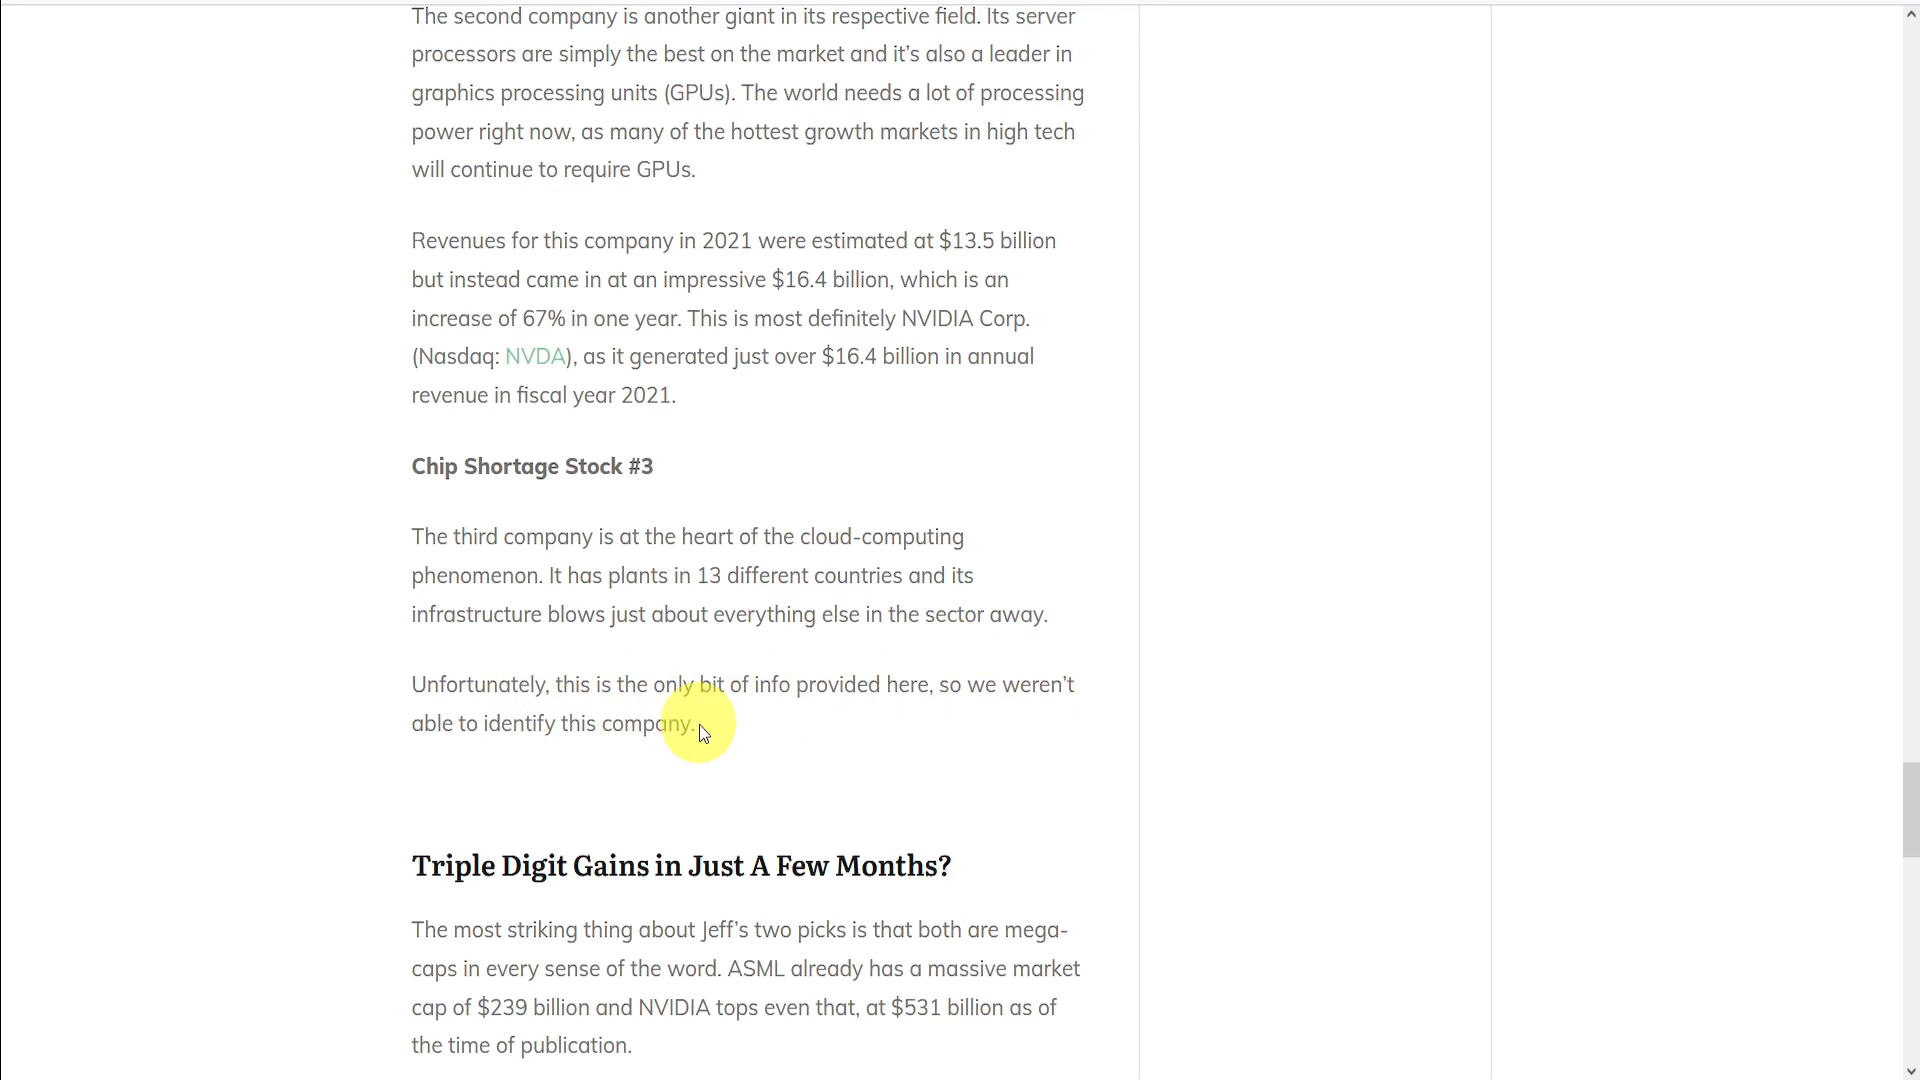 The second company is another giant in its respective field. Its server
processors are simply the best on the market and it’s also a leader in
graphics processing units (GPUs). The world needs a lot of processing
power right now, as many of the hottest growth markets in high tech
will continue to require GPUs.
Revenues for this company in 2021 were estimated at $13.5 billion
but instead came in at an impressive $16.4 billion, which is an
increase of 67% in one year. This is most definitely NVIDIA Corp.
(Nasdaq: NVDA), as it generated just over $16.4 billion in annual
revenue in fiscal year 2021.
Chip Shortage Stock #3
The third company is at the heart of the cloud-computing
phenomenon. It has plants in 13 different countries and its
infrastructure blows just about everything else in the sector away.
Unfortunately, this is the only bit of info provided here, so we weren’t
able to identify this company.
Triple Digit Gains in Just A Few Months?
The most striking thing about Jeff’s two picks is that both are mega-
caps in every sense of the word. ASML already has a massive market
cap of $239 billion and NVIDIA tops even that, at $531 billion as of
the time of publication.